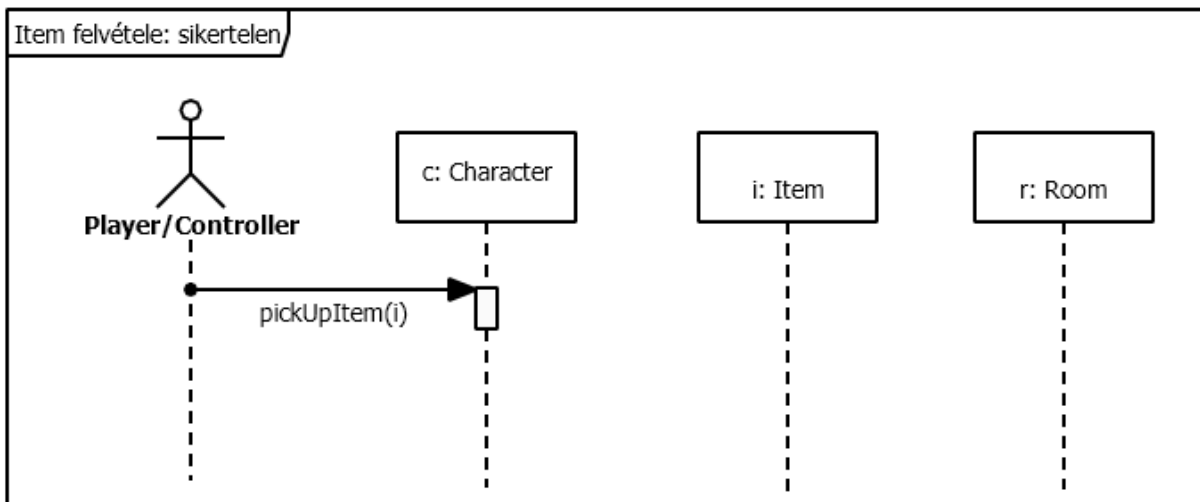 Item felvétele: sikertelen
Player/Controller
c: Character
i: Item
r: Room
pickUpItem(i)